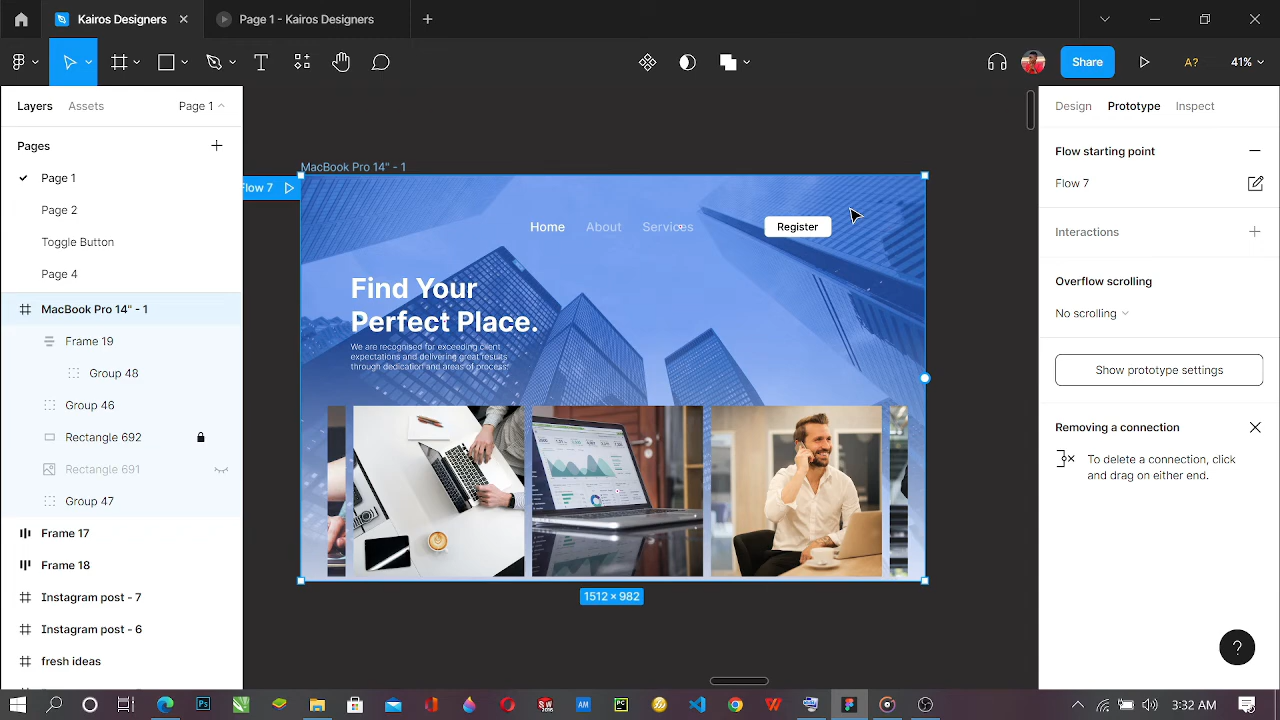 Kairos Designers
Page 1 - Kairos Designers
Share
A?
41%
Layers
Assets
Page 1
Pages
Page 1
Page 2
Toggle Button
Page 4
MacBook Pro 14" - 1
Frame 19
Group 48
Group 46
Rectangle 692
Rectangle 691
Group 47
Frame 17
Frame 18
Instagram post - 7
Instagram post - 6
fresh ideas
MacBook Pro 14" - 1
Flow 7
Home
About
Services
Register
Find Your
Perfect Place.
We are recognised for exceeding client
expectations and delivering great results
through dedication and areas of process.
1512 × 982
Design
Prototype
Inspect
Flow starting point
Flow 7
Interactions
Overflow scrolling
No scrolling
Show prototype settings
Removing a connection
To delete a connection, click
and drag on either end.
?
AM
PC
3:32 AM